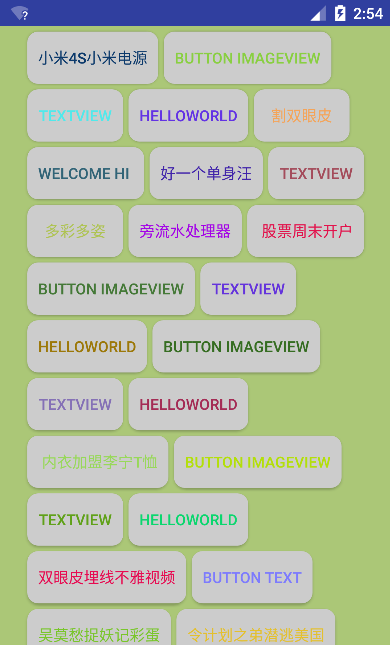 2:54
小米4S小米电源 BUTTON IMAGEVIEW
TEXTVIEW HELLOWORLD 割双眼皮
WELCOME HI 好一个单身汪 TEXTVIEW
多彩多姿 旁流水处理器 股票周末开户
BUTTON IMAGEVIEW TEXTVIEW
HELLOWORLD BUTTON IMAGEVIEW
TEXTVIEW HELLOWORLD
内衣加盟李宁T恤 BUTTON IMAGEVIEW
TEXTVIEW HELLOWORLD
双眼皮埋线不雅视频 BUTTON TEXT
吴莫愁捉妖记彩蛋 令计划之弟潜逃美国